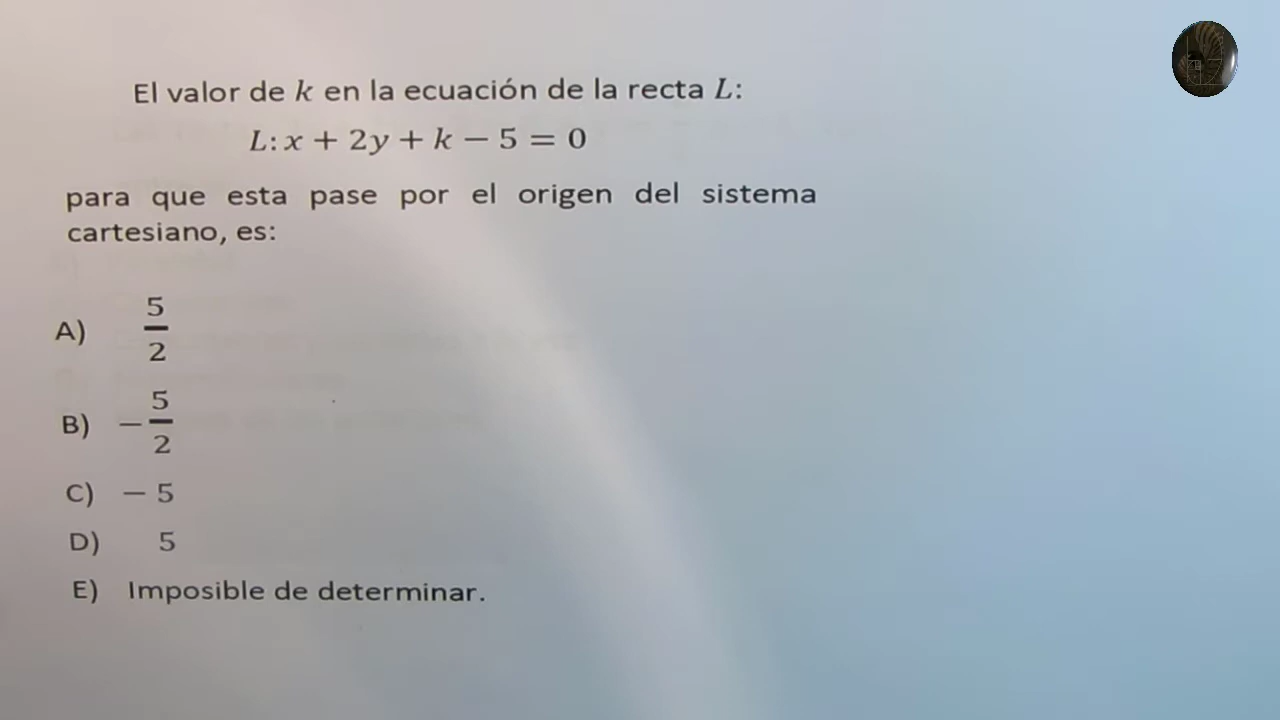 El valor de k en la ecuación de la recta L:
L: x + 2y + k − 5 = 0
para que esta pase por el origen del sistema
cartesiano, es:
A) 5/2
B) −5/2
C) − 5
D) 5
E) Imposible de determinar.